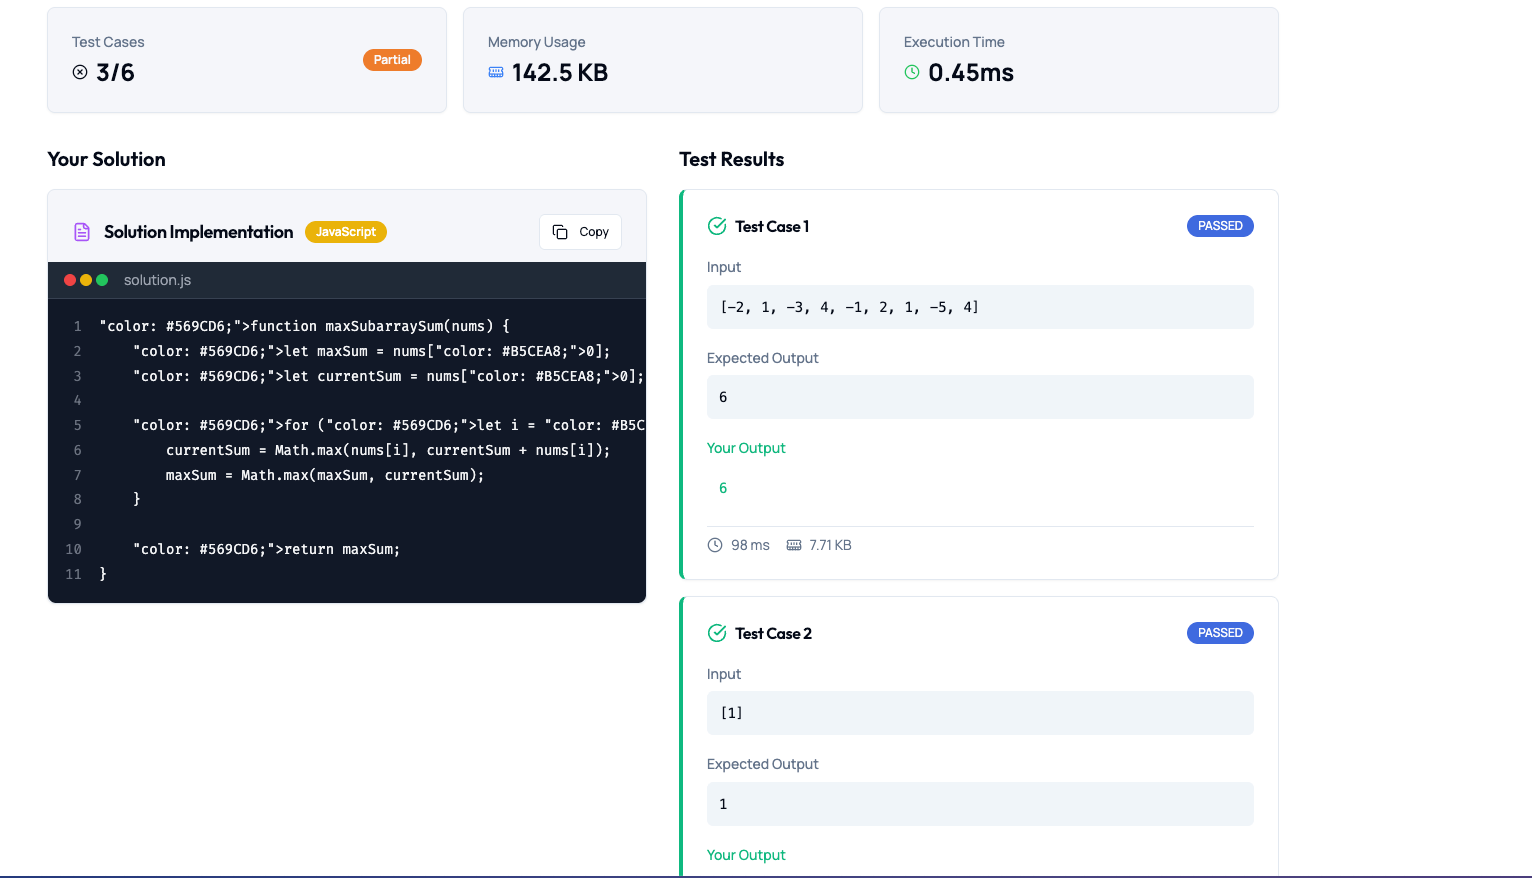 Test Cases
3/6
Partial
Memory Usage
142.5 KB
Execution Time
0.45ms
Your Solution
Solution Implementation
JavaScript
Copy
solution.js
1 "color: #569CD6;">function maxSubarraySum(nums) {
2     "color: #569CD6;">let maxSum = nums["color: #B5CEA8;">0];
3     "color: #569CD6;">let currentSum = nums["color: #B5CEA8;">0];
4
5     "color: #569CD6;">for ("color: #569CD6;">let i = "color: #B5C
6         currentSum = Math.max(nums[i], currentSum + nums[i]);
7         maxSum = Math.max(maxSum, currentSum);
8     }
9
10     "color: #569CD6;">return maxSum;
11 }
Test Results
Test Case 1
PASSED
Input
[-2, 1, -3, 4, -1, 2, 1, -5, 4]
Expected Output
6
Your Output
6
98 ms
7.71 KB
Test Case 2
PASSED
Input
[1]
Expected Output
1
Your Output